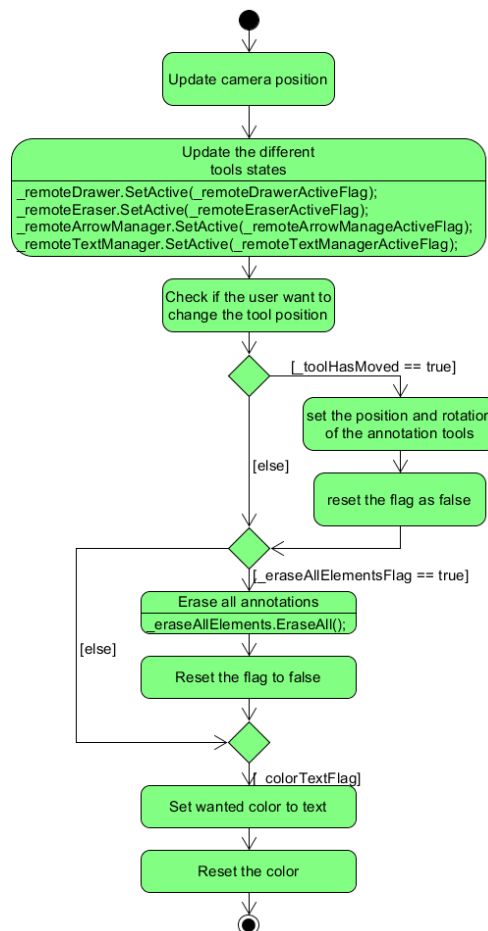 Update camera position
Update the different
tools states
_remoteDrawer.SetActive(_remoteDrawerActiveFlag);
_remoteEraser.SetActive(_remoteEraserActiveFlag);
_remoteArrowManager.SetActive(_remoteArrowManageActiveFlag);
_remoteTextManager.SetActive(_remoteTextManagerActiveFlag);
Check if the user want to
change the tool position
[_toolHasMoved == true]
set the position and rotation
of the annotation tools
[else]
reset the flag as false
[_eraseAllElementsFlag == true]
Erase all annotations
_eraseAllElements.EraseAll();
[else]
Reset the flag to false
[_colorTextFlag]
Set wanted color to text
Reset the color